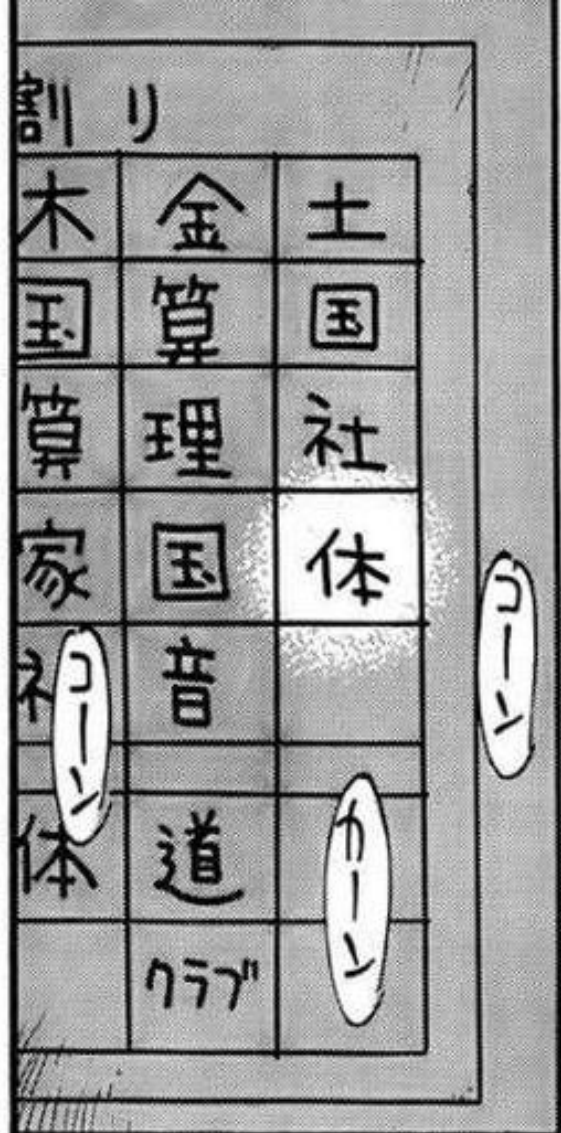 割り
木 金 土
国 算 国
算 理 社
家 国 体
社 音
体 道
クラブ
コーン
カーン
コーン